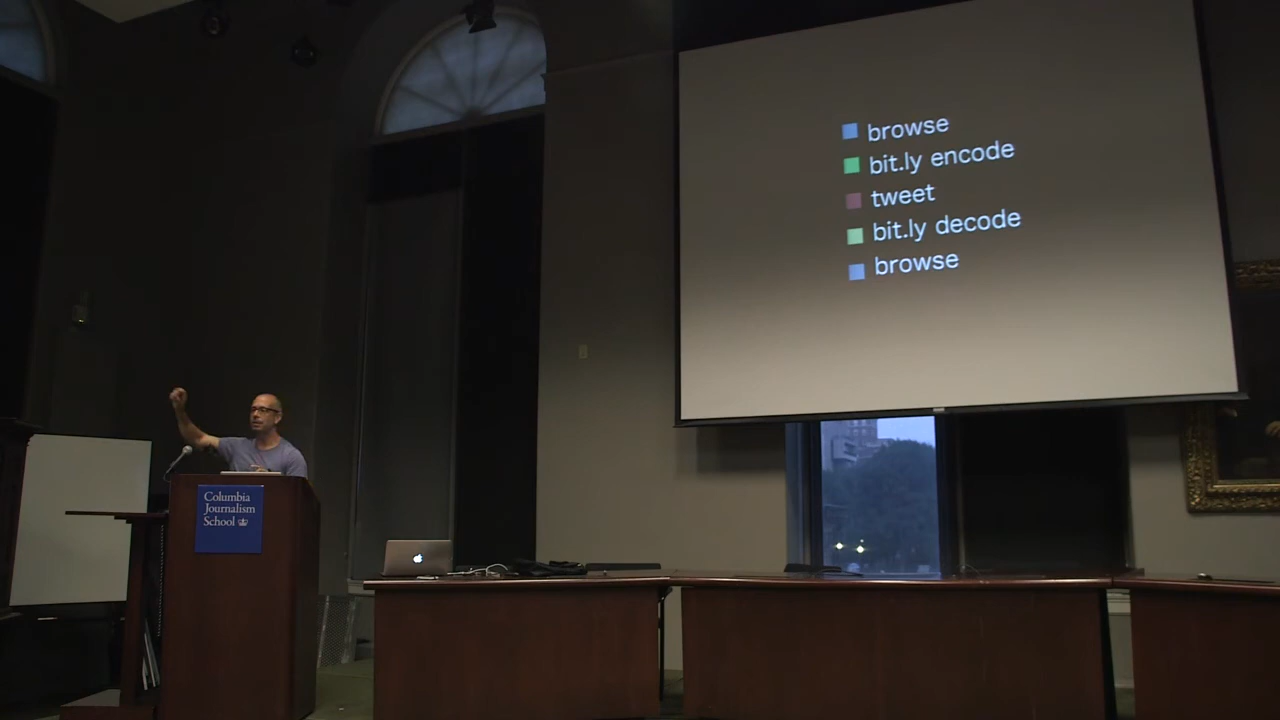 browse
bit.ly encode
tweet
bit.ly decode
browse
Columbia
Journalism
School